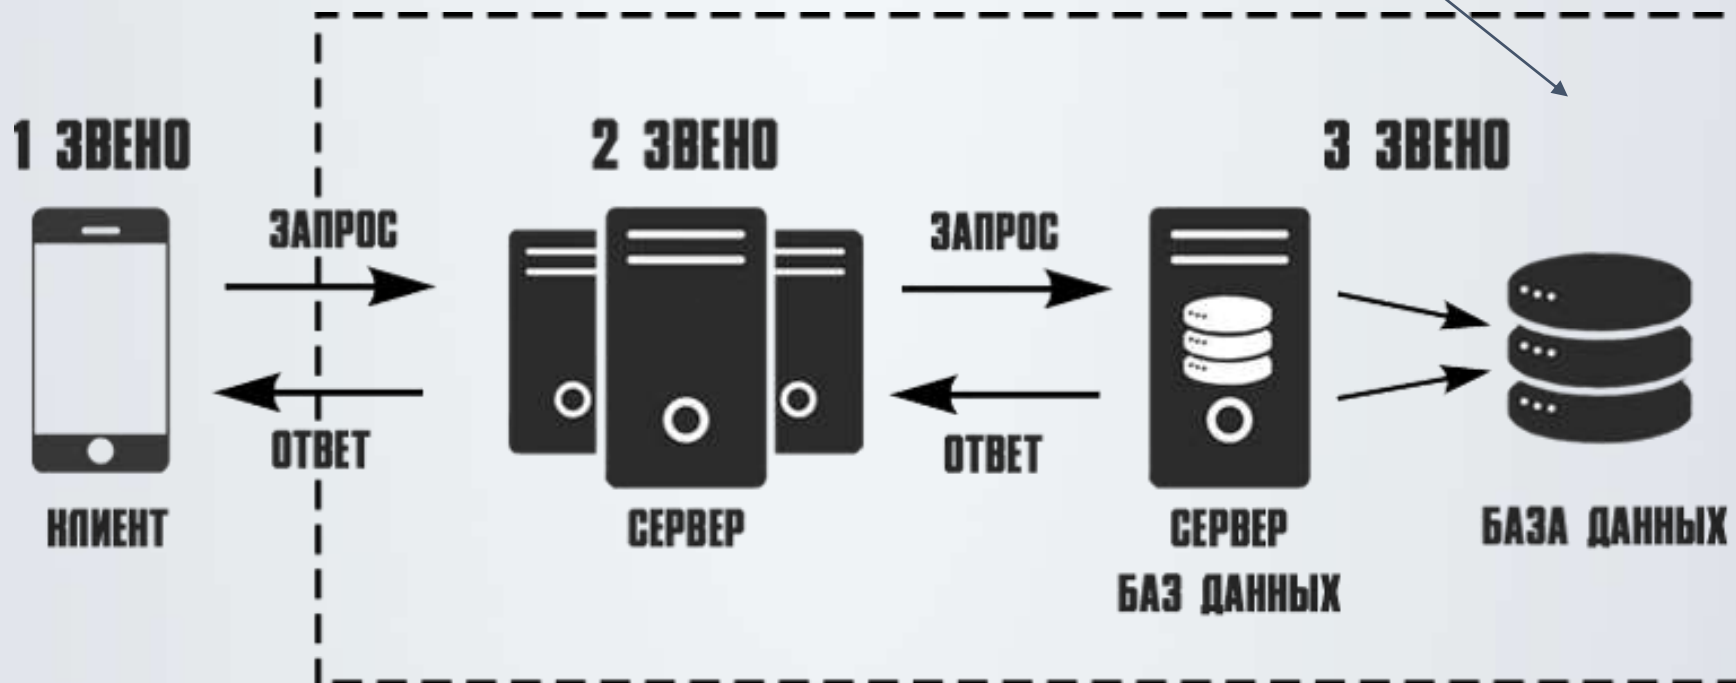 1 ЗВЕНО
2 ЗВЕНО
3 ЗВЕНО
ЗАПРОС
ЗАПРОС
ОТВЕТ
ОТВЕТ
КЛИЕНТ
СЕРВЕР
СЕРВЕР
БАЗ ДАННЫХ
БАЗА ДАННЫХ